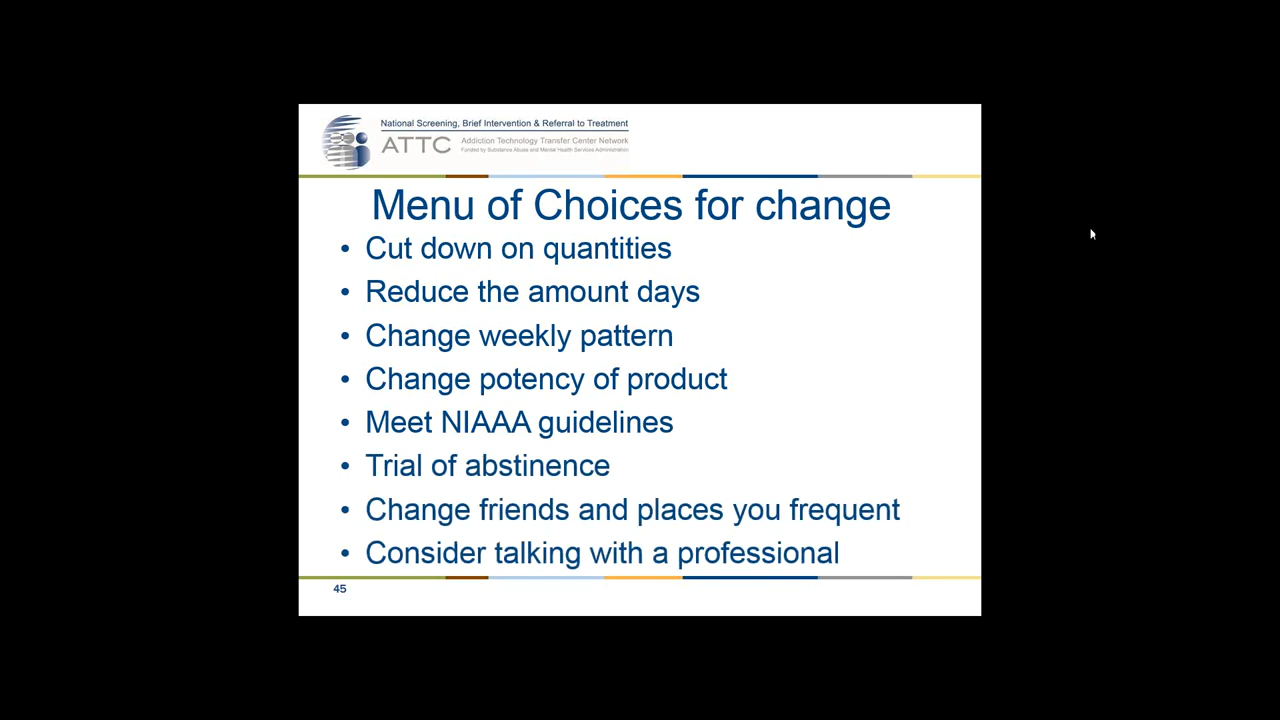 National Screening, Brief Intervention & Referral to Treatment
ATTC
Addiction Technology Transfer Center Network
Funded by Substance Abuse and Mental Health Services Administration
Menu of Choices for change
• Cut down on quantities
• Reduce the amount days
• Change weekly pattern
• Change potency of product
• Meet NIAAA guidelines
• Trial of abstinence
• Change friends and places you frequent
• Consider talking with a professional
45